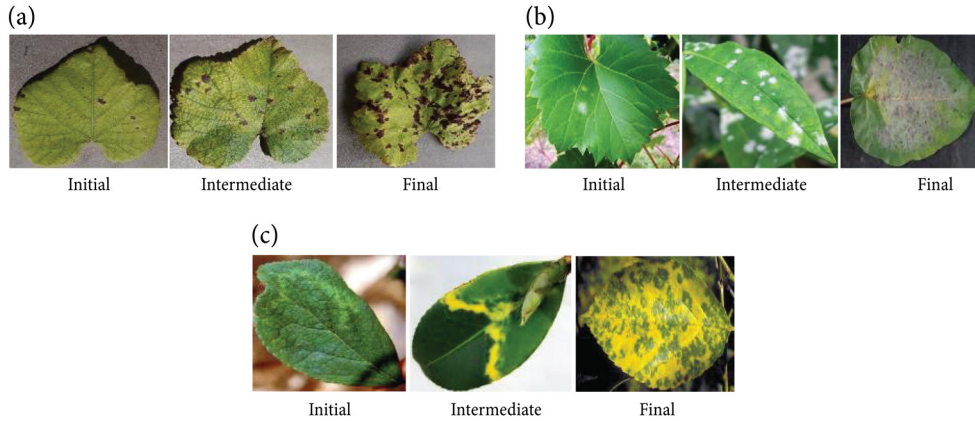 (a)
(b)
Initial
Intermediate
Final
Initial
Intermediate
Final
(c)
Initial
Intermediate
Final